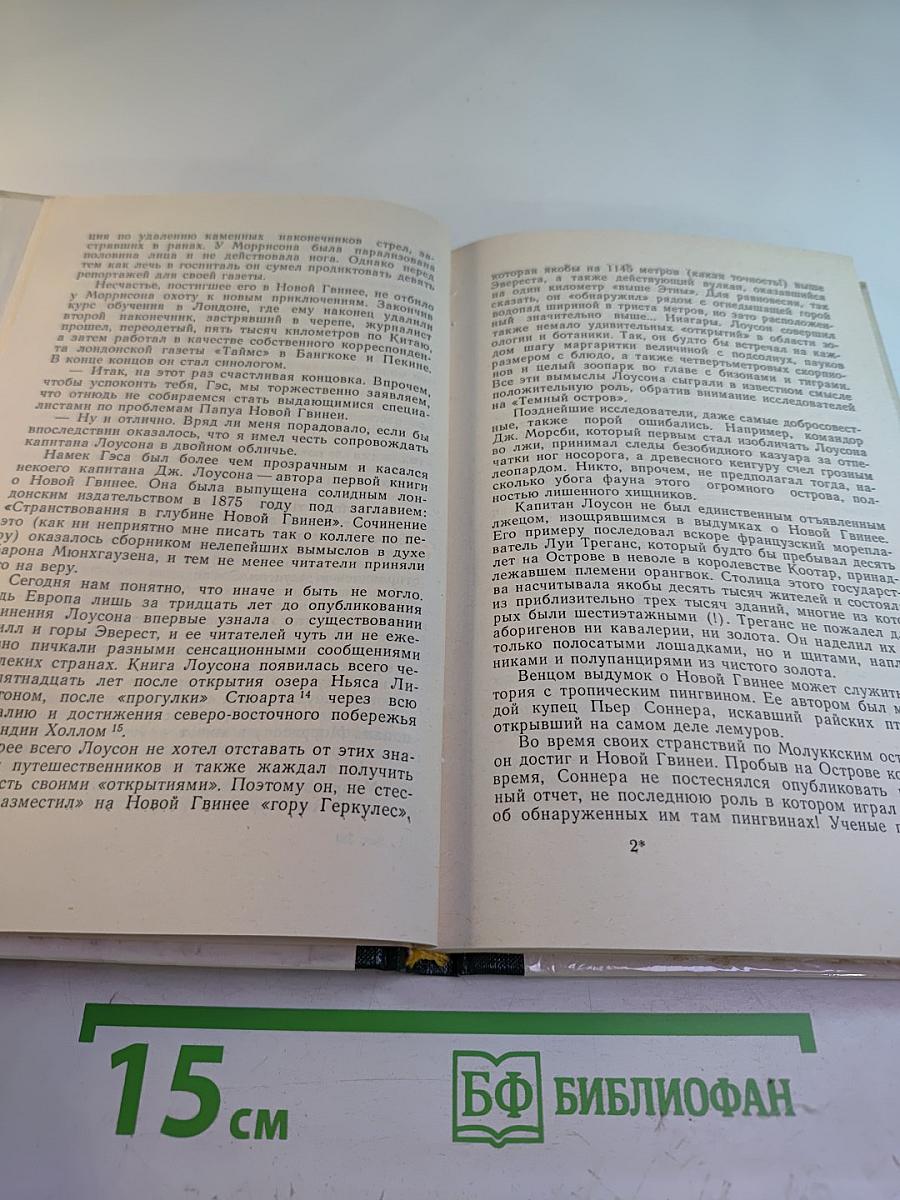 ция по удалению каменных наконечников стрел, за-
стрявших в ранах. У Моррисона была парализована
половина лица и не действовала нога. Однако перед
тем как лечь в госпиталь он сумел продиктовать девять
репортажей для своей газеты.
Несчастье, постигшее его в Новой Гвинее, не отбило
у Моррисона охоту к новым приключениям. Закончив
курс обучения в Лондоне, где ему наконец удалили
второй наконечник, застрявший в черепе, журналист
прошел, переодетый, пять тысяч километров по Китаю,
а затем работал в качестве собственного корреспонден-
та лондонской газеты «Таймс» в Бангкоке и Пекине.
В конце концов он стал синологом.
— Итак, на этот раз счастливая концовка. Впрочем,
чтобы успокоить тебя, Гэс, мы торжественно заявляем,
что отнюдь не собираемся стать выдающимися специа-
листами по проблемам Папуа Новой Гвинеи.
— Ну и отлично. Вряд ли меня порадовало, если бы
впоследствии оказалось, что я имел честь сопровождать
капитана Лоусона в двойном обличье.
Намек Гэса был более чем прозрачным и касался
некоего капитана Дж. Лоусона — автора первой книги
о Новой Гвинее. Она была выпущена солидным лон-
донским издательством в 1875 году под заглавием:
«Странствования в глубине Новой Гвинеи». Сочинение
это (как ни неприятно мне писать так о коллеге по пе-
ру) оказалось сборником нелепейших вымыслов в духе
барона Мюнхгаузена, и тем не менее читатели приняли
го на веру.
Сегодня нам понятно, что иначе и быть не могло.
дь Европа лишь за тридцать лет до опубликования
инения Лоусона впервые узнала о существовании
илл и горы Эверест, и ее читателей чуть ли не еже-
вно пичкали разными сенсационными сообщениями
леких странах. Книга Лоусона появилась всего че-
пятнадцать лет после открытия озера Ньяса Ли-
гоном, после «прогулки» Стюарта 14 через всю
алию и достижения северо-восточного побережья
ндии Холлом 15.
рее всего Лоусон не хотел отставать от этих зна-
х путешественников и также жаждал получить
сть своими «открытиями». Поэтому он, не стес-
азместил» на Новой Гвинее «гору Геркулес»,
которая якобы на 1145 метров (какая точность!) выше
Эвереста, а также действующий вулкан, оказавшийся
на один километр «выше Этны». Для равновесия, так
сказать, он «обнаружил» рядом с огнедышащей горой
водопад шириной в триста метров, но зато расположен-
ный значительно выше... Ниагары. Лоусон совершил
также немало удивительных «открытий» в области зо-
ологии и ботаники. Так, он будто бы встречал на каж-
дом шагу маргаритки величиной с подсолнух, пауков
размером с блюдо, а также четвертьметровых скорпио-
нов и целый зоопарк во главе с бизонами и тиграми.
Все эти вымыслы Лоусона сыграли в известном смысле
положительную роль, обратив внимание исследователей
на «Темный остров».
Позднейшие исследователи, даже самые добросовест-
ные, также порой ошибались. Например, командор
Дж. Морсби, который первым стал изобличать Лоусона
во лжи, принимал следы безобидного казуара за отпе-
чатки ног носорога, а древесного кенгуру счел грозным
леопардом. Никто, впрочем, не предполагал тогда, на-
сколько убога фауна этого огромного острова, пол-
ностью лишенного хищников.
Капитан Лоусон не был единственным отъявленным
лжецом, изощрявшимся в выдумках о Новой Гвинее.
Его примеру последовал вскоре французский морепла-
ватель Луи Треганс, который будто бы пребывал десять
лет на Острове в неволе в королевстве Коотар, принад-
лежавшем племени орангвок. Столица этого государст-
ва насчитывала якобы десять тысяч жителей и состоял
из приблизительно трех тысяч зданий, многие из кото
рых были шестиэтажными (!). Треганс не пожалел дл
аборигенов ни кавалерии, ни золота. Он наделил их
только полосатыми лошадками, но и щитами, напл
никами и полупанцирями из чистого золота.
Венцом выдумок о Новой Гвинее может служить
тория с тропическим пингвином. Ее автором был м
дой купец Пьер Соннера, искавший райских пт
открывший на самом деле лемуров.
Во время своих странствий по Молуккским ост
он достиг и Новой Гвинеи. Пробыв на Острове ко
время, Соннера не постеснялся опубликовать
ный отчет, не последнюю роль в котором играл
об обнаруженных им там пингвинах! Ученые п
2*
15 см
БФ БИБЛИОФАН